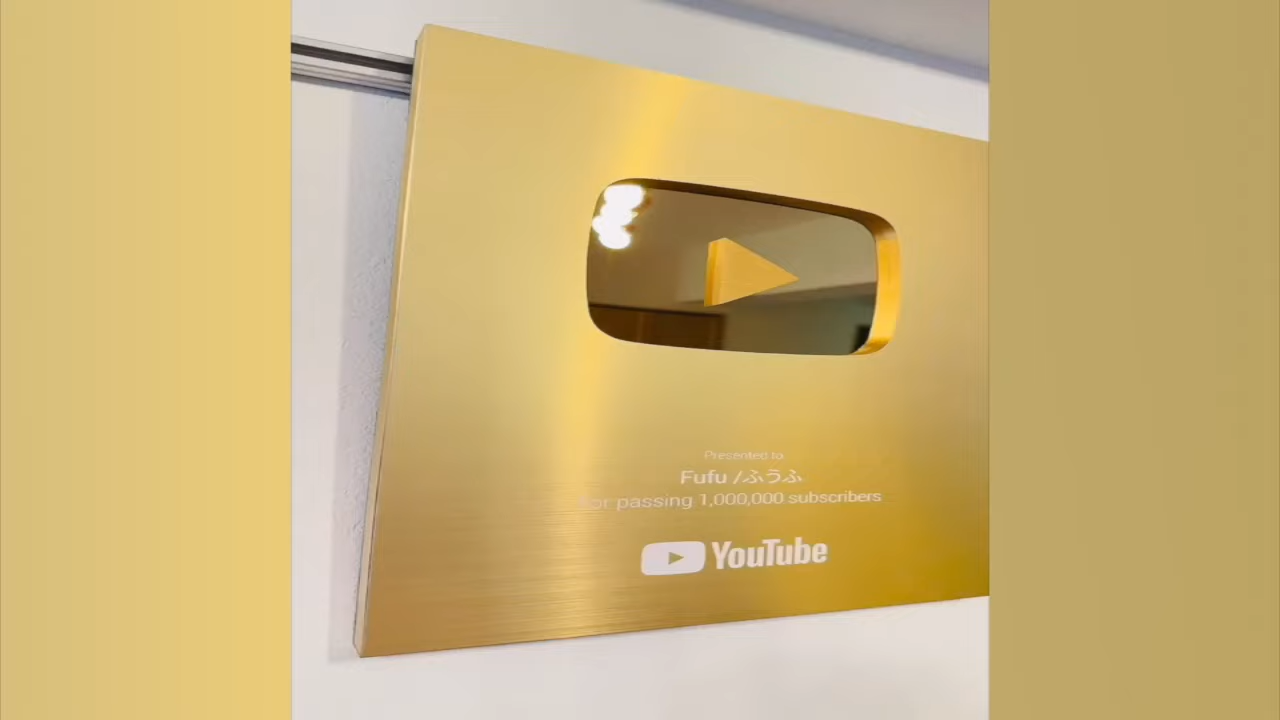 Presented to
Fufu /ふうふ
for passing 1,000,000 subscribers
YouTube